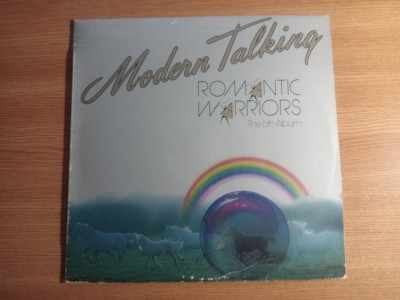 Modern Talking
ROMANTIC
WARRIORS
The 5th Album